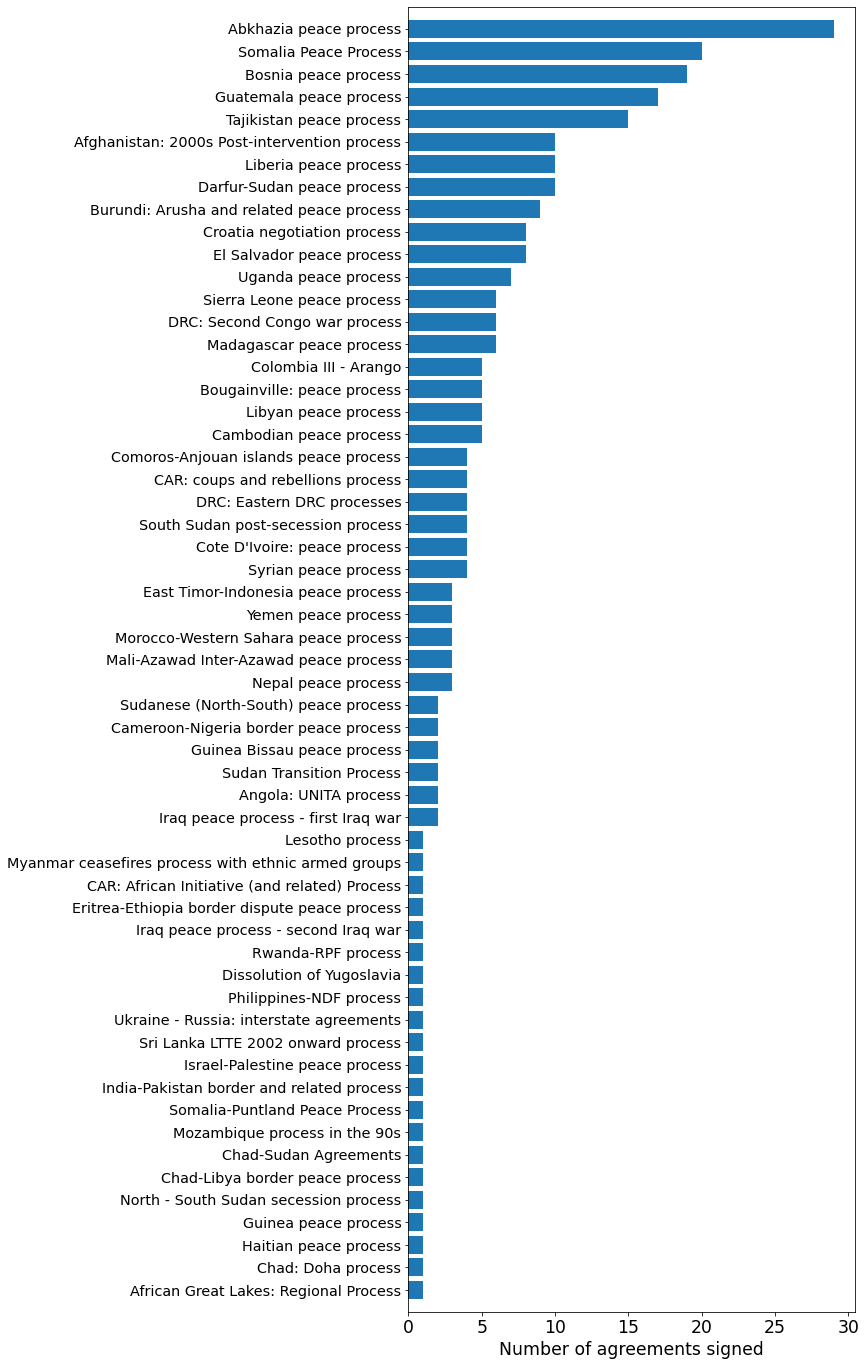 Abkhazia peace process
Somalia Peace Process
Bosnia peace process
Guatemala peace process
Tajikistan peace process
Afghanistan: 2000s Post-intervention process
Liberia peace process
Darfur-Sudan peace process
Burundi: Arusha and related peace process
Croatia negotiation process
El Salvador peace process
Uganda peace process
Sierra Leone peace process
DRC: Second Congo war process
Madagascar peace process
Colombia III - Arango
Bougainville: peace process
Libyan peace process
Cambodian peace process
Comoros-Anjouan islands peace process
CAR: coups and rebellions process
DRC: Eastern DRC processes
South Sudan post-secession process
Cote D'Ivoire: peace process
Syrian peace process
East Timor-Indonesia peace process
Yemen peace process
Morocco-Western Sahara peace process
Mali-Azawad Inter-Azawad peace process
Nepal peace process
Sudanese (North-South) peace process
Cameroon-Nigeria border peace process
Guinea Bissau peace process
Sudan Transition Process
Angola: UNITA process
Iraq peace process - first Iraq war
Lesotho process
Myanmar ceasefires process with ethnic armed groups
CAR: African Initiative (and related) Process
Eritrea-Ethiopia border dispute peace process
Iraq peace process - second Iraq war
Rwanda-RPF process
Dissolution of Yugoslavia
Philippines-NDF process
Ukraine - Russia: interstate agreements
Sri Lanka LTTE 2002 onward process
Israel-Palestine peace process
India-Pakistan border and related process
Somalia-Puntland Peace Process
Mozambique process in the 90s
Chad-Sudan Agreements
Chad-Libya border peace process
North - South Sudan secession process
Guinea peace process
Haitian peace process
Chad: Doha process
African Great Lakes: Regional Process
0 5 10 15 20 25 30
Number of agreements signed